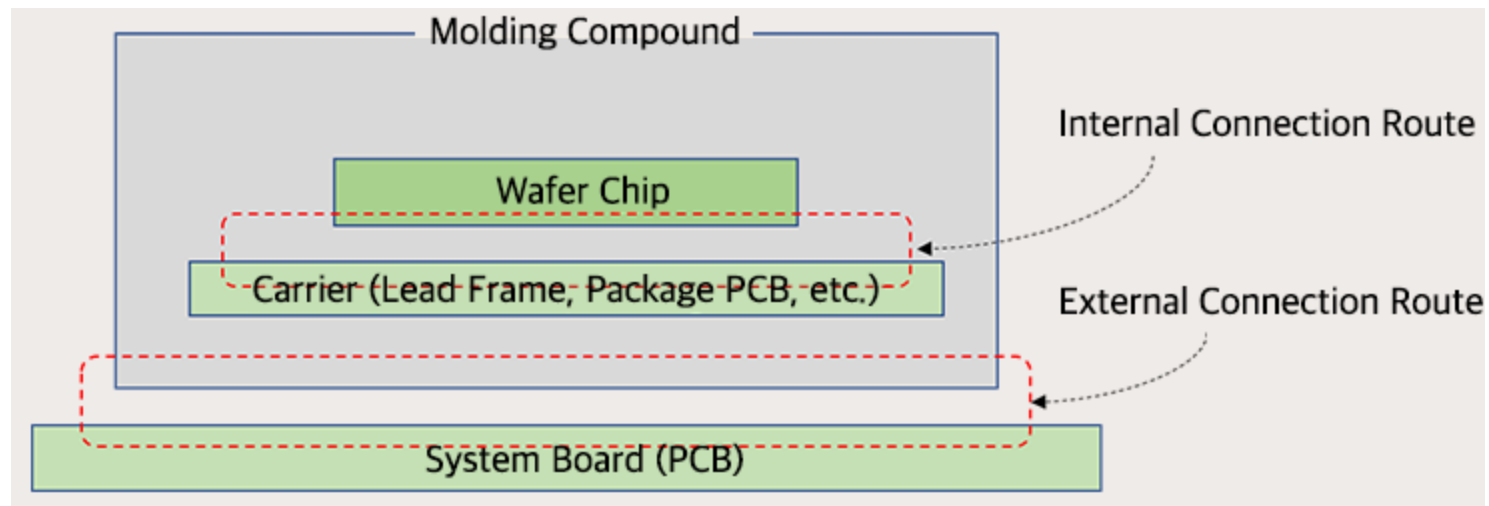 Molding Compound
Internal Connection Route
Wafer Chip
Carrier (Lead Frame, Package PCB, etc.)
External Connection Route
System Board (PCB)